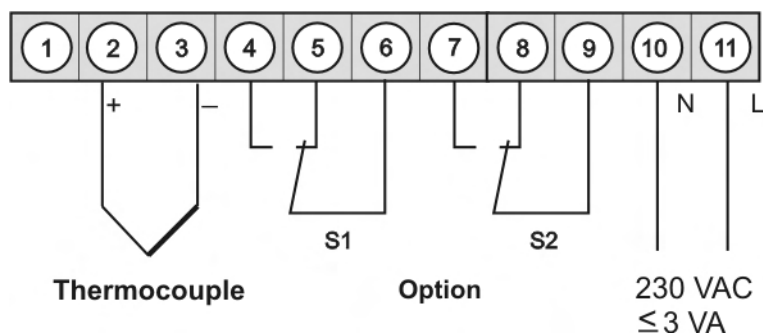 1 2 3 4 5 6 7 8 9 10 11
+ – N L
S1 S2
Thermocouple Option 230 VAC
≤ 3 VA